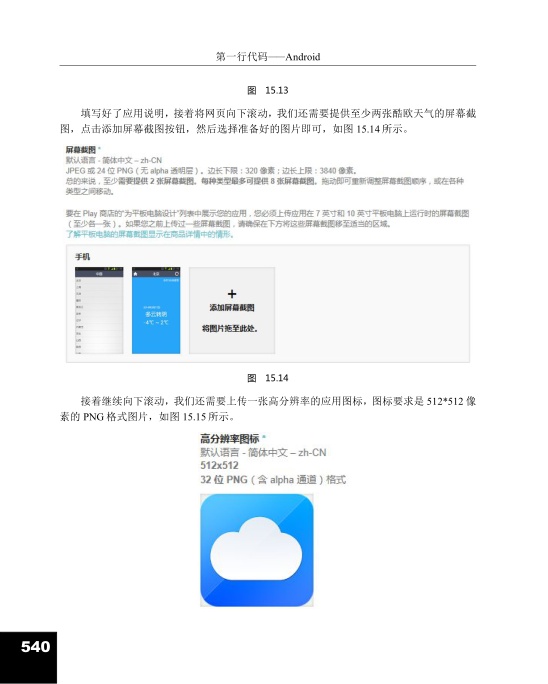 第一行代码——Android
图 15.13
填写好了应用说明，接着将网页向下滚动，我们还需要提供至少两张酷欧天气的屏幕截
图，点击添加屏幕截图按钮，然后选择准备好的图片即可，如图 15.14 所示。
屏幕截图 *
默认语言 - 简体中文 – zh-CN
JPEG 或 24 位 PNG（无 alpha 透明层）。边长下限：320 像素；边长上限：3840 像素。
总的来说，至少需要提供 2 张屏幕截图。每种类型最多可提供 8 张屏幕截图。拖动即可重新调整屏幕截图顺序，或在各种
类型之间移动。
要在 Play 商店的“为平板电脑设计”列表中展示您的应用，您必须上传应用在 7 英寸和 10 英寸平板电脑上运行时的屏幕截图
（至少各一张）。如果您之前上传过一些屏幕截图，请确保在下方将这些屏幕截图移至适当的区域。
了解平板电脑的屏幕截图显示在商品详情中的情形。
手机
多云转阴
-4℃ ~ 1℃
+
添加屏幕截图
将图片拖至此处。
图 15.14
接着继续向下滚动，我们还需要上传一张高分辨率的应用图标，图标要求是 512*512 像
素的 PNG 格式图片，如图 15.15 所示。
高分辨率图标 *
默认语言 - 简体中文 – zh-CN
512x512
32 位 PNG（含 alpha 通道）格式
540